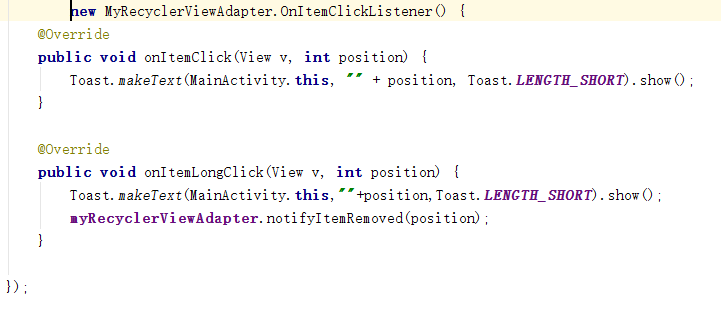 new MyRecyclerViewAdapter.OnItemClickListener() {
@Override
public void onItemClick(View v, int position) {
Toast.makeText(MainActivity.this, "" + position, Toast.LENGTH_SHORT).show();
}
@Override
public void onItemLongClick(View v, int position) {
Toast.makeText(MainActivity.this,""+position,Toast.LENGTH_SHORT).show();
myRecyclerViewAdapter.notifyItemRemoved(position);
}
});